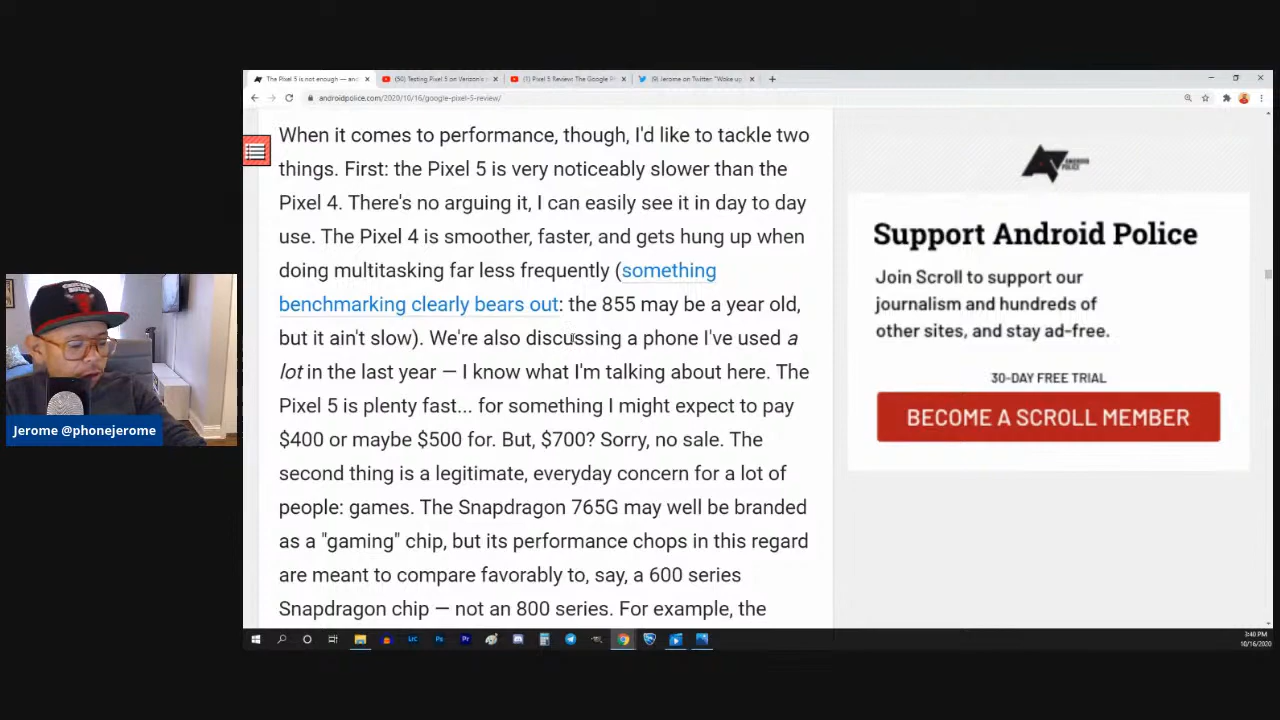 The Pixel 5 is not enough — and
(50) Testing Pixel 5 on Verizon's
(1) Pixel 5 Review: The Google P
(9) Jerome on Twitter: "Woke up
androidpolice.com/2020/10/16/google-pixel-5-review/
When it comes to performance, though, I'd like to tackle two
things. First: the Pixel 5 is very noticeably slower than the
Pixel 4. There's no arguing it, I can easily see it in day to day
use. The Pixel 4 is smoother, faster, and gets hung up when
doing multitasking far less frequently (something
benchmarking clearly bears out: the 855 may be a year old,
but it ain't slow). We're also discussing a phone I've used a
lot in the last year — I know what I'm talking about here. The
Pixel 5 is plenty fast... for something I might expect to pay
$400 or maybe $500 for. But, $700? Sorry, no sale. The
second thing is a legitimate, everyday concern for a lot of
people: games. The Snapdragon 765G may well be branded
as a "gaming" chip, but its performance chops in this regard
are meant to compare favorably to, say, a 600 series
Snapdragon chip — not an 800 series. For example, the
ANDROID
POLICE
Support Android Police
Join Scroll to support our
journalism and hundreds of
other sites, and stay ad-free.
30-DAY FREE TRIAL
BECOME A SCROLL MEMBER
Jerome @phonejerome
LrC
Ps
Pr
3:40 PM
10/16/2020